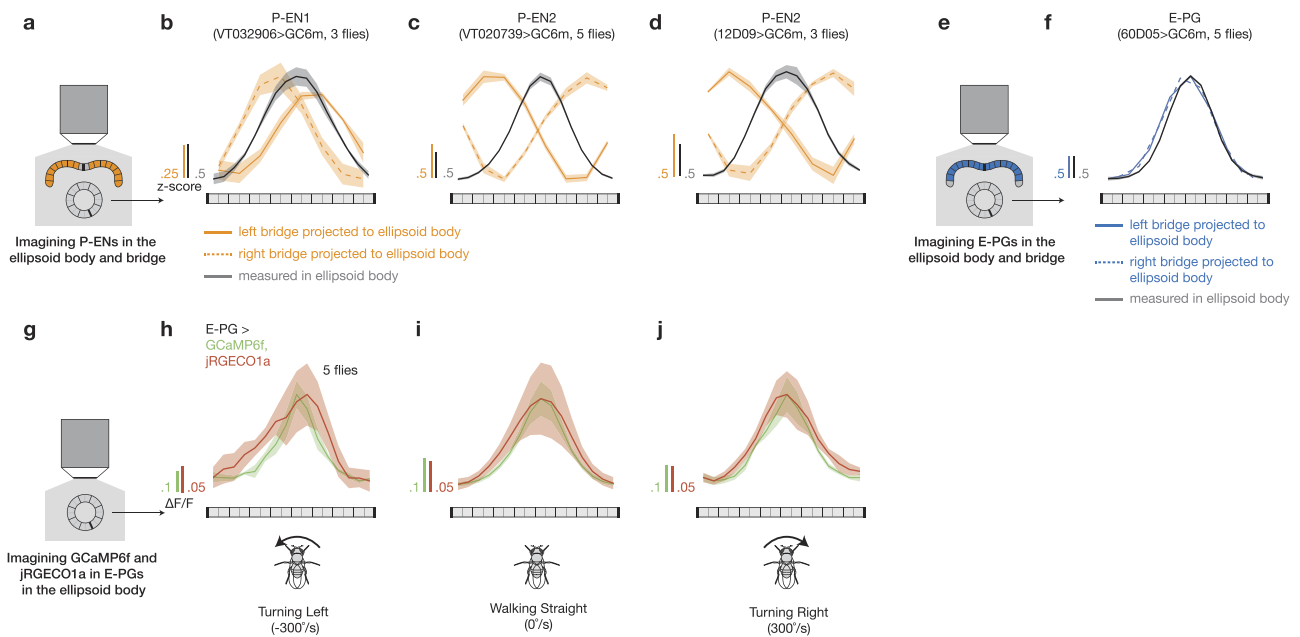 a
b
P-EN1
(VT032906>GC6m, 3 flies)
c
P-EN2
(VT020739>GC6m, 5 flies)
d
P-EN2
(12D09>GC6m, 3 flies)
e
f
E-PG
(60D05>GC6m, 5 flies)
.25 .5
z-score
.5 .5
.5 .5
.5 .5
Imagining P-ENs in the
ellipsoid body and bridge
left bridge projected to ellipsoid body
right bridge projected to ellipsoid body
measured in ellipsoid body
Imagining E-PGs in the
ellipsoid body and bridge
left bridge projected to
ellipsoid body
right bridge projected to
ellipsoid body
measured in ellipsoid body
g
h
E-PG >
GCaMP6f,
jRGECO1a
5 flies
i
j
.1 .05
ΔF/F
.1 .05
.1 .05
Imagining GCaMP6f and
jRGECO1a in E-PGs
in the ellipsoid body
Turning Left
(-300°/s)
Walking Straight
(0°/s)
Turning Right
(300°/s)